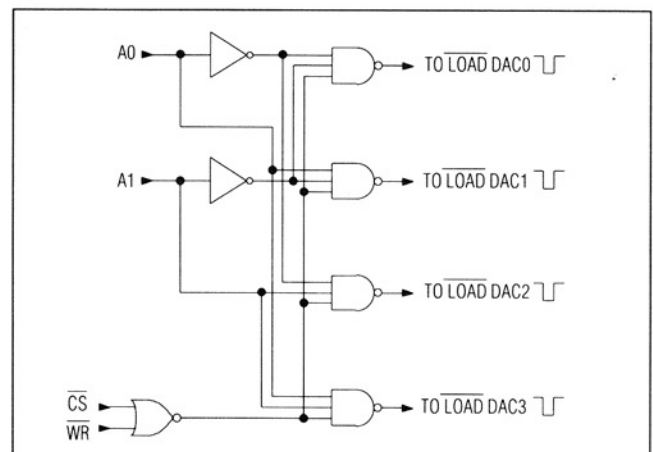 A0
TO LOAD DAC0
A1
TO LOAD DAC1
TO LOAD DAC2
CS
WR
TO LOAD DAC3